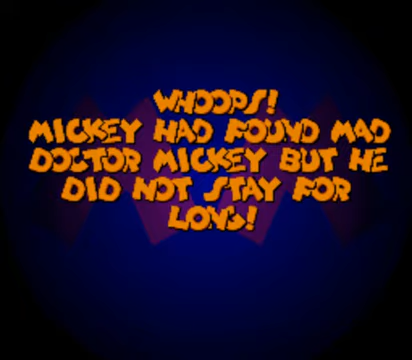 WHOOPS!
MICKEY HAD FOUND MAD
DOCTOR MICKEY BUT HE
DID NOT STAY FOR
LONG!